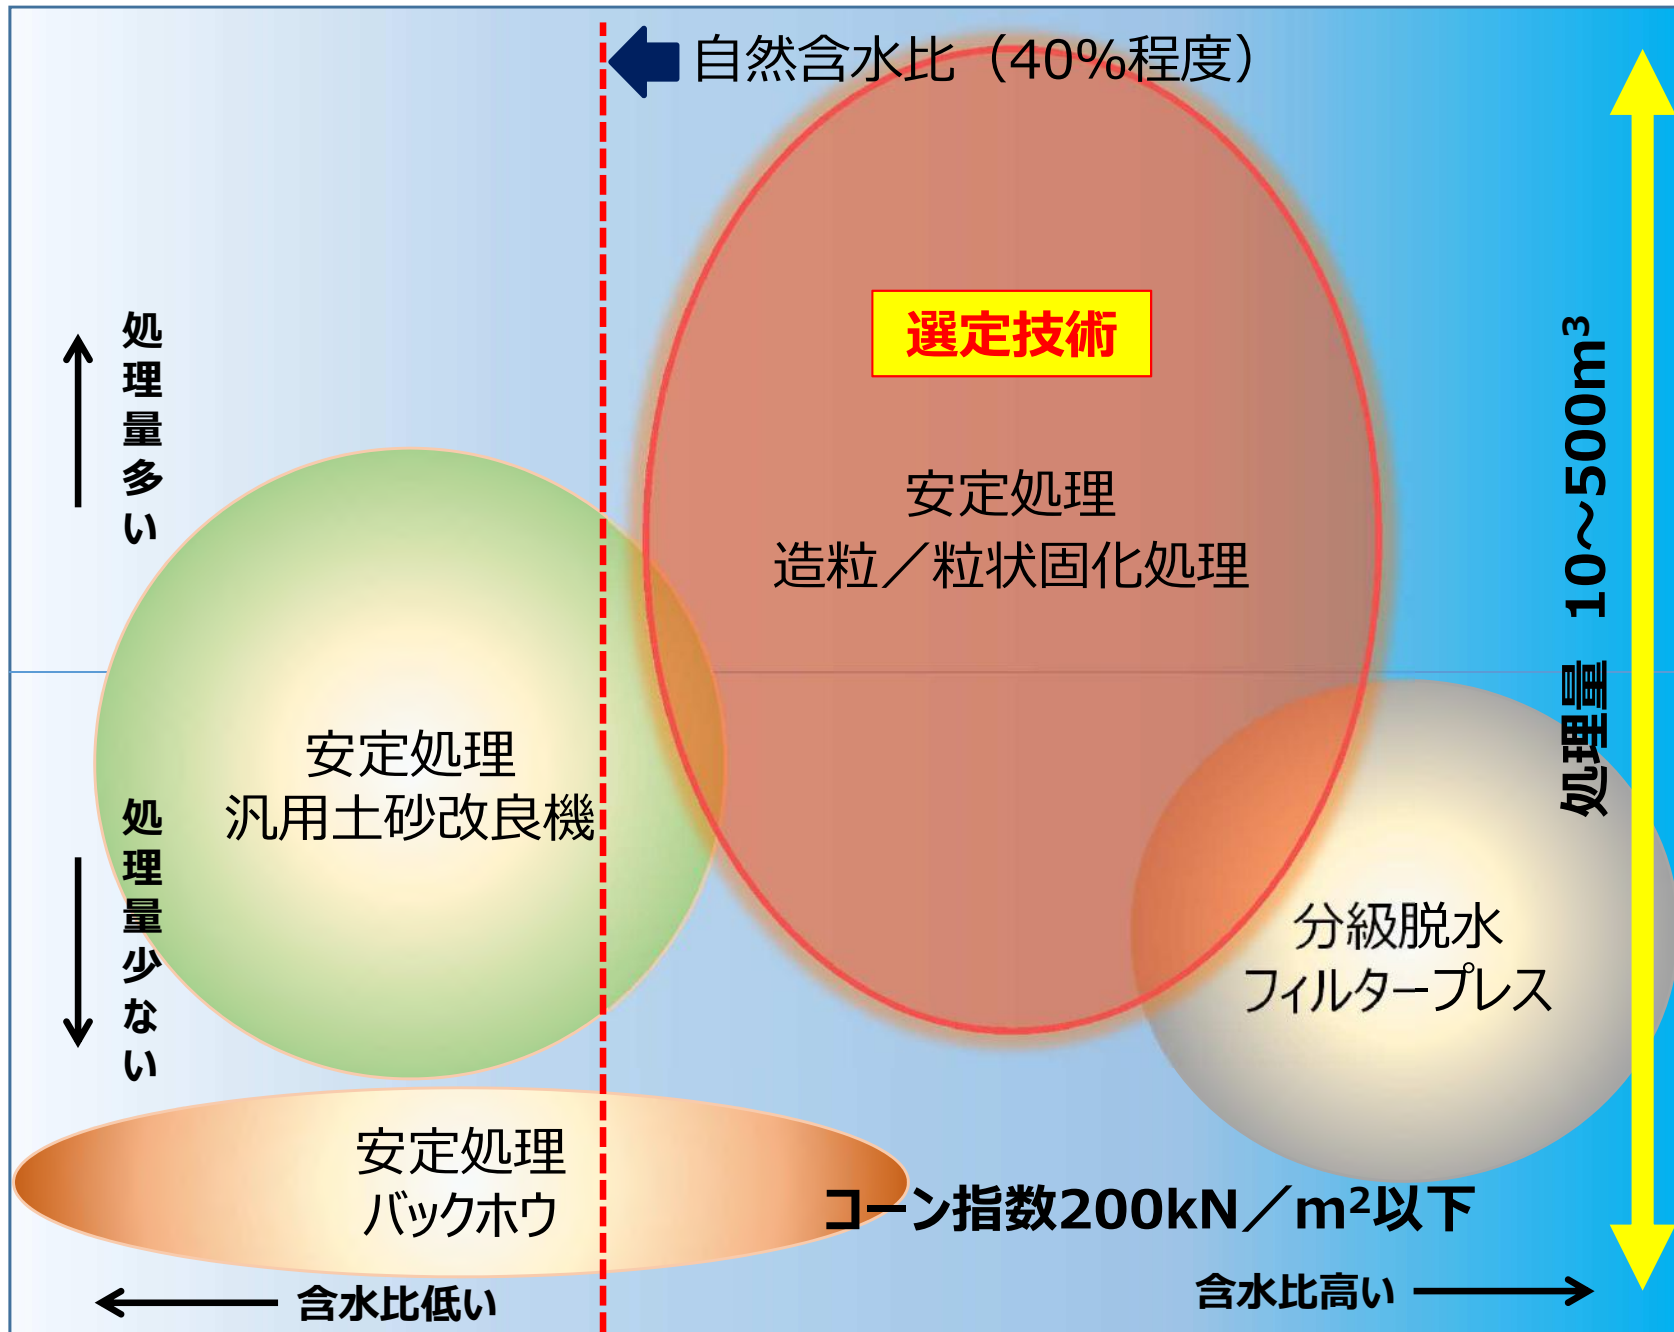 自然含水比（40%程度）
選定技術
処理量多い
安定処理
造粒／粒状固化処理
処理量 10～500m³
安定処理
汎用土砂改良機
処理量少ない
分級脱水
フィルタープレス
安定処理
バックホウ
コーン指数200kN／m²以下
含水比低い
含水比高い